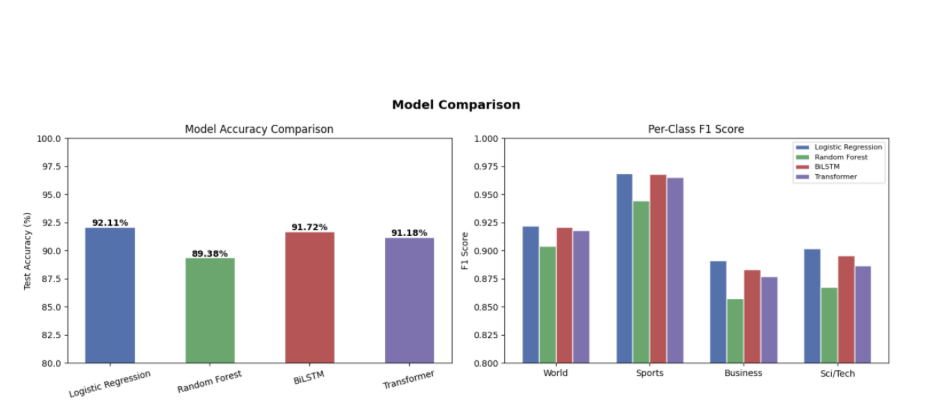 Model Comparison
Model Accuracy Comparison
100.0
97.5
95.0
92.5
90.0
87.5
85.0
82.5
80.0
Test Accuracy (%)
92.11%
89.38%
91.72%
91.18%
Logistic Regression
Random Forest
BiLSTM
Transformer
Per-Class F1 Score
1.000
0.975
0.950
0.925
0.900
0.875
0.850
0.825
0.800
F1 Score
Logistic Regression
Random Forest
BiLSTM
Transformer
World
Sports
Business
Sci/Tech